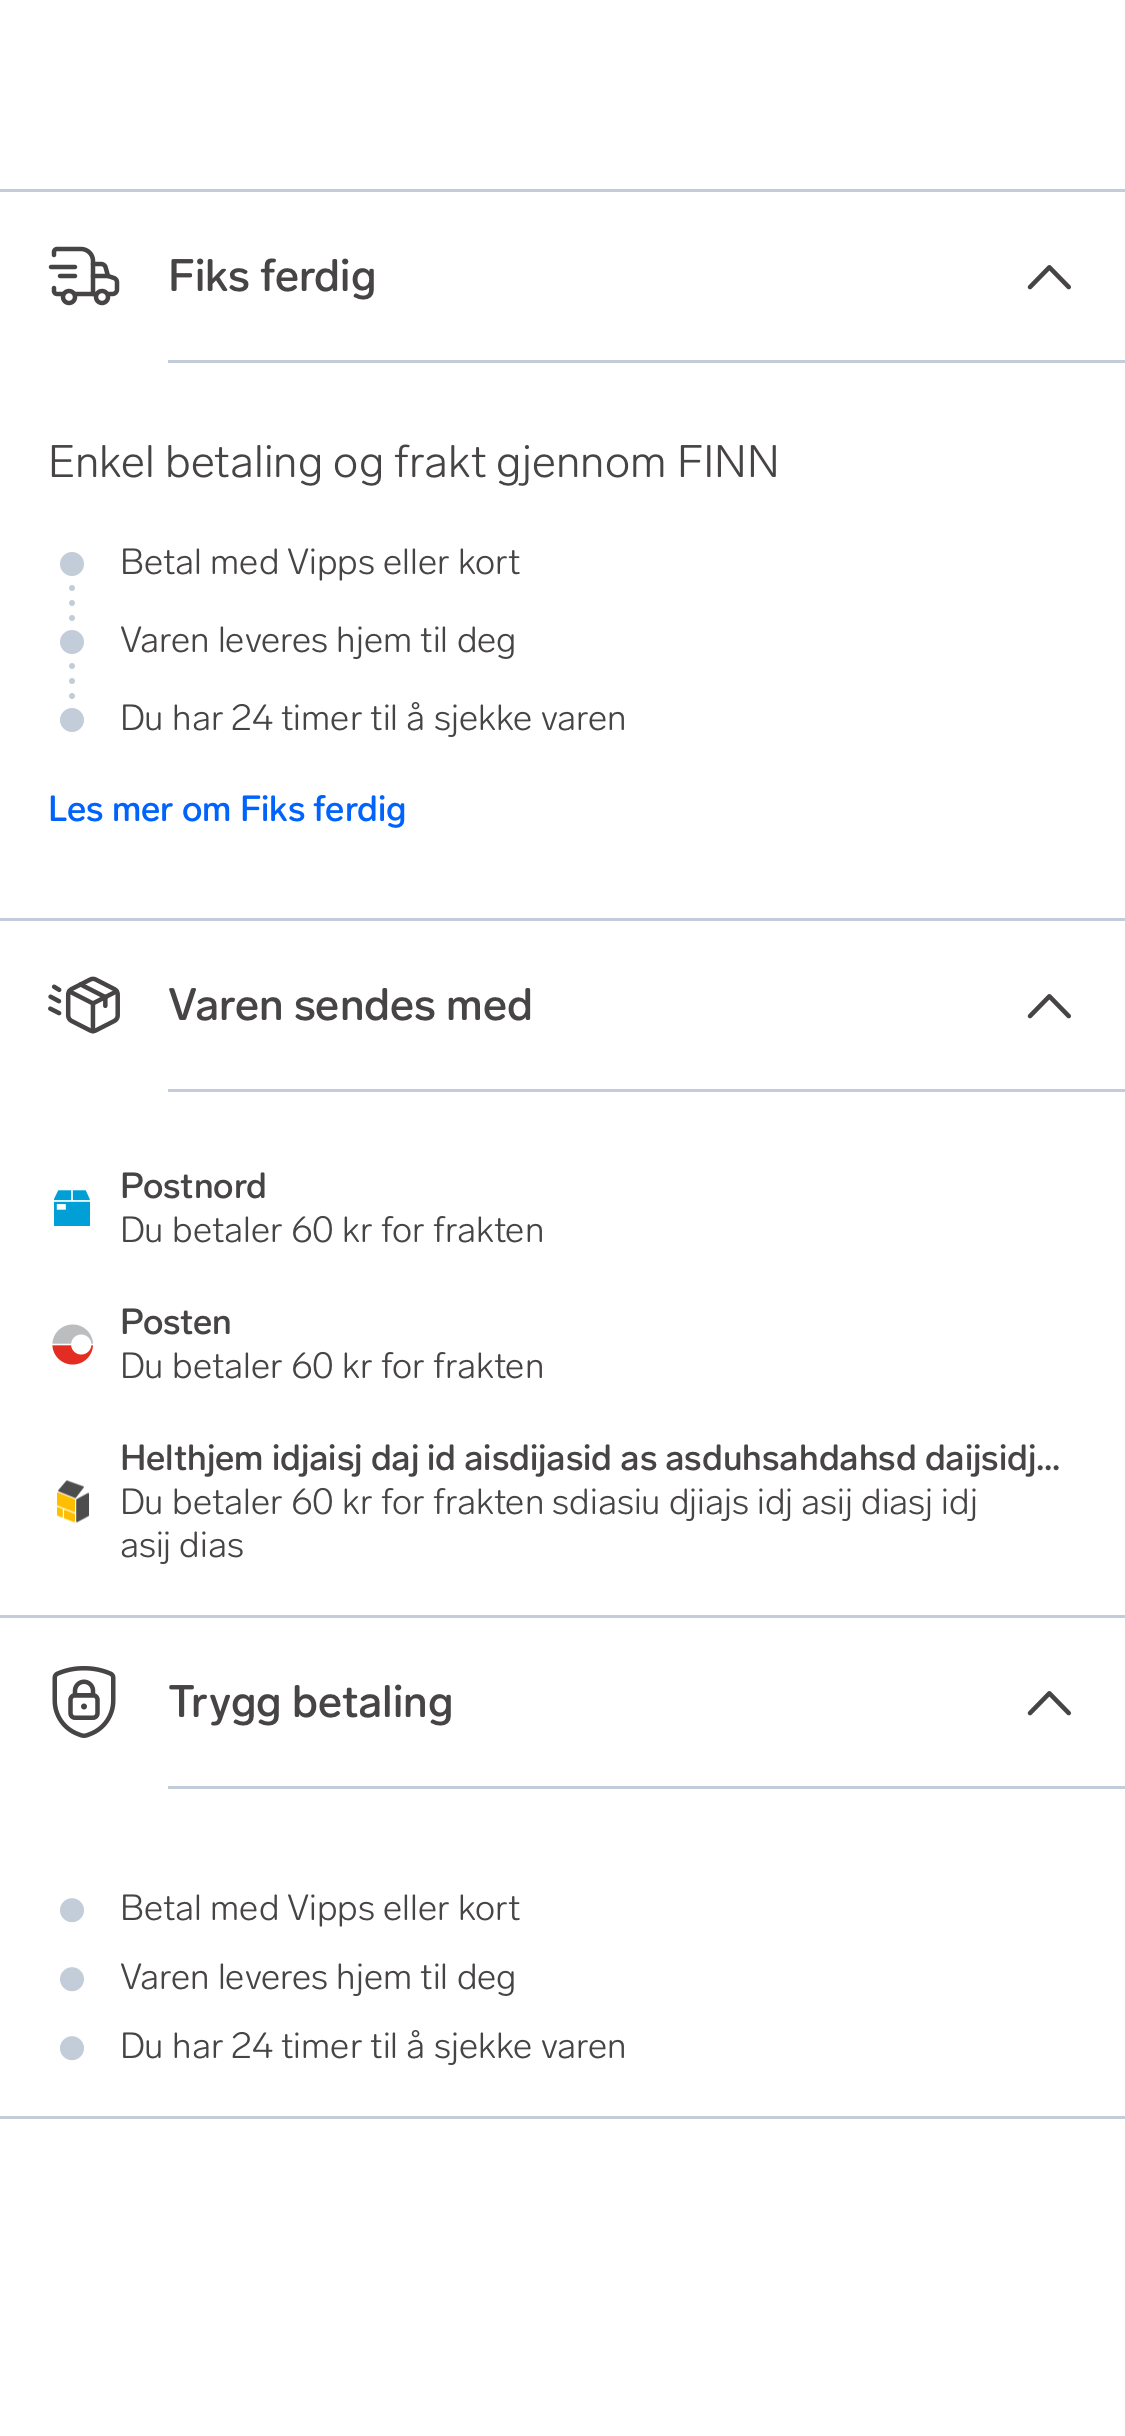 Fiks ferdig
Enkel betaling og frakt gjennom FINN
Betal med Vipps eller kort
Varen leveres hjem til deg
Du har 24 timer til å sjekke varen
Les mer om Fiks ferdig
Varen sendes med
Postnord
Du betaler 60 kr for frakten
Posten
Du betaler 60 kr for frakten
Helthjem idjaisj daj id aisdijasid as asduhsahdahsd daijsidj...
Du betaler 60 kr for frakten sdiasiu djiajs idj asij diasj idj
asij dias
Trygg betaling
Betal med Vipps eller kort
Varen leveres hjem til deg
Du har 24 timer til å sjekke varen